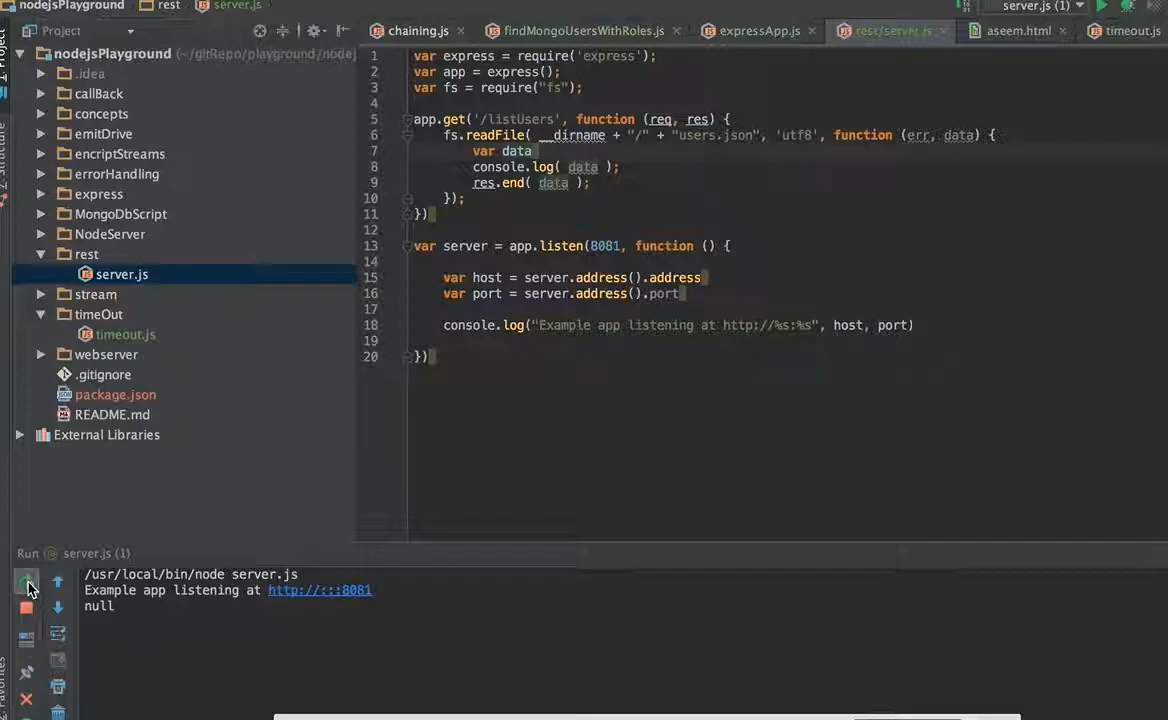 nodejsPlayground rest server.js
server.js (1)
Project
chaining.js findMongoUsersWithRoles.js expressApp.js rest/server.js aseem.html timeout.js
1: Project
Z: Structure
Favorites
nodejsPlayground (~/gitRepo/playground/nodej
.idea
callBack
concepts
emitDrive
encriptStreams
errorHandling
express
MongoDbScript
NodeServer
rest
server.js
stream
timeOut
timeout.js
webserver
.gitignore
package.json
README.md
External Libraries
1 var express = require('express');
2 var app = express();
3 var fs = require("fs");
4
5 app.get('/listUsers', function (req, res) {
6 fs.readFile( __dirname + "/" + "users.json", 'utf8', function (err, data) {
7 var data
8 console.log( data );
9 res.end( data );
10 });
11 })
12
13 var server = app.listen(8081, function () {
14
15 var host = server.address().address
16 var port = server.address().port
17
18 console.log("Example app listening at http://%s:%s", host, port)
19
20 })
Run server.js (1)
/usr/local/bin/node server.js
Example app listening at http://:::8081
null